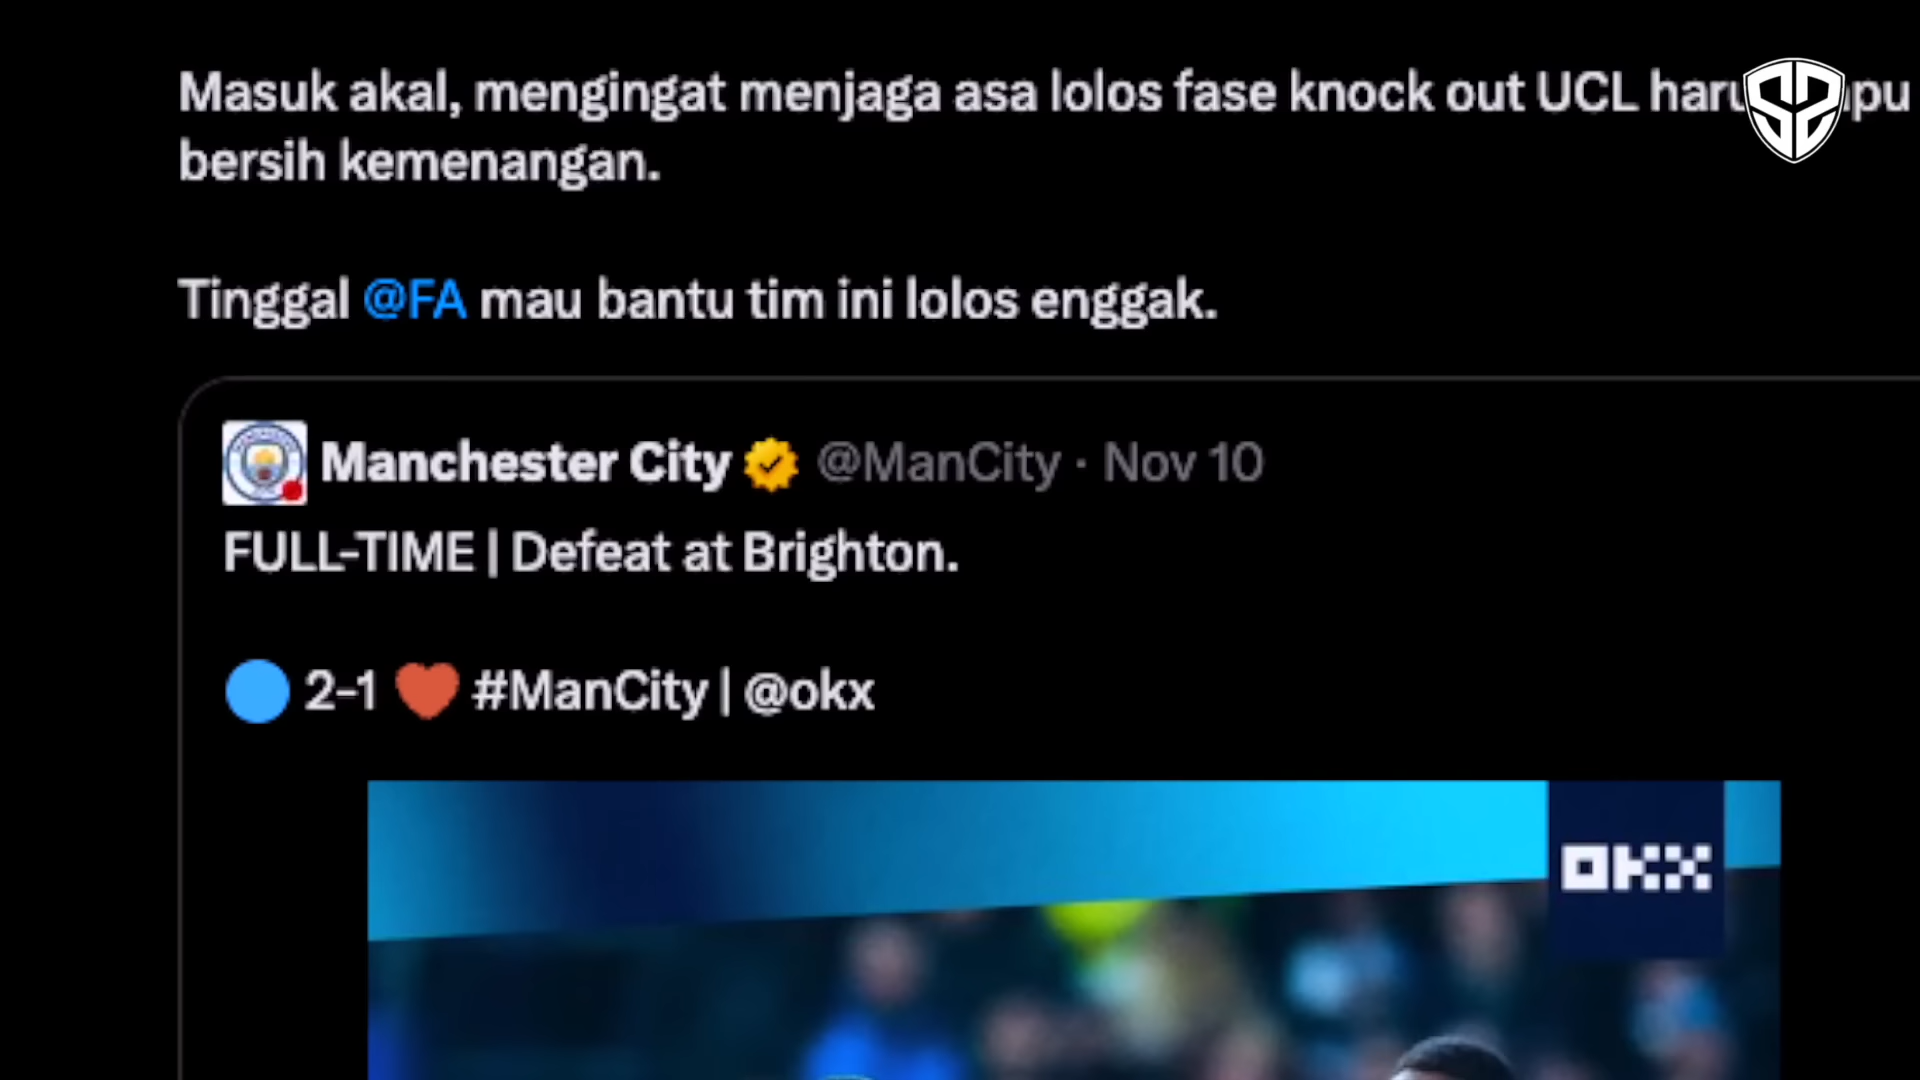 Masuk akal, mengingat menjaga asa lolos fase knock out UCL
bersih kemenangan.
Tinggal @FA mau bantu tim ini lolos enggak.
Manchester City @ManCity · Nov 10
FULL-TIME | Defeat at Brighton.
2-1 #ManCity | @okx
OKX